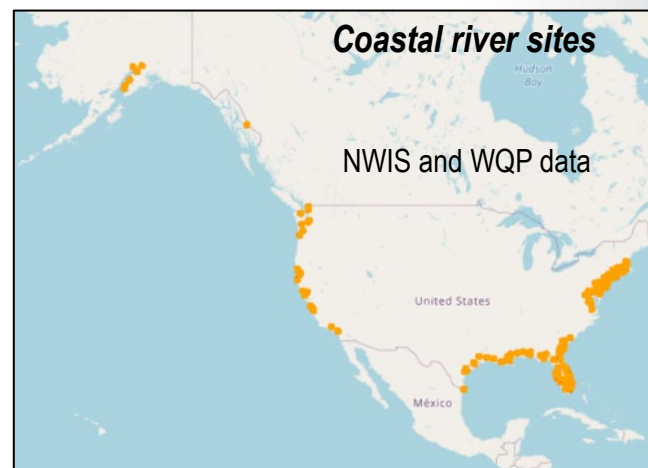 Coastal river sites
Hudson
Bay
NWIS and WQP data
United States
México